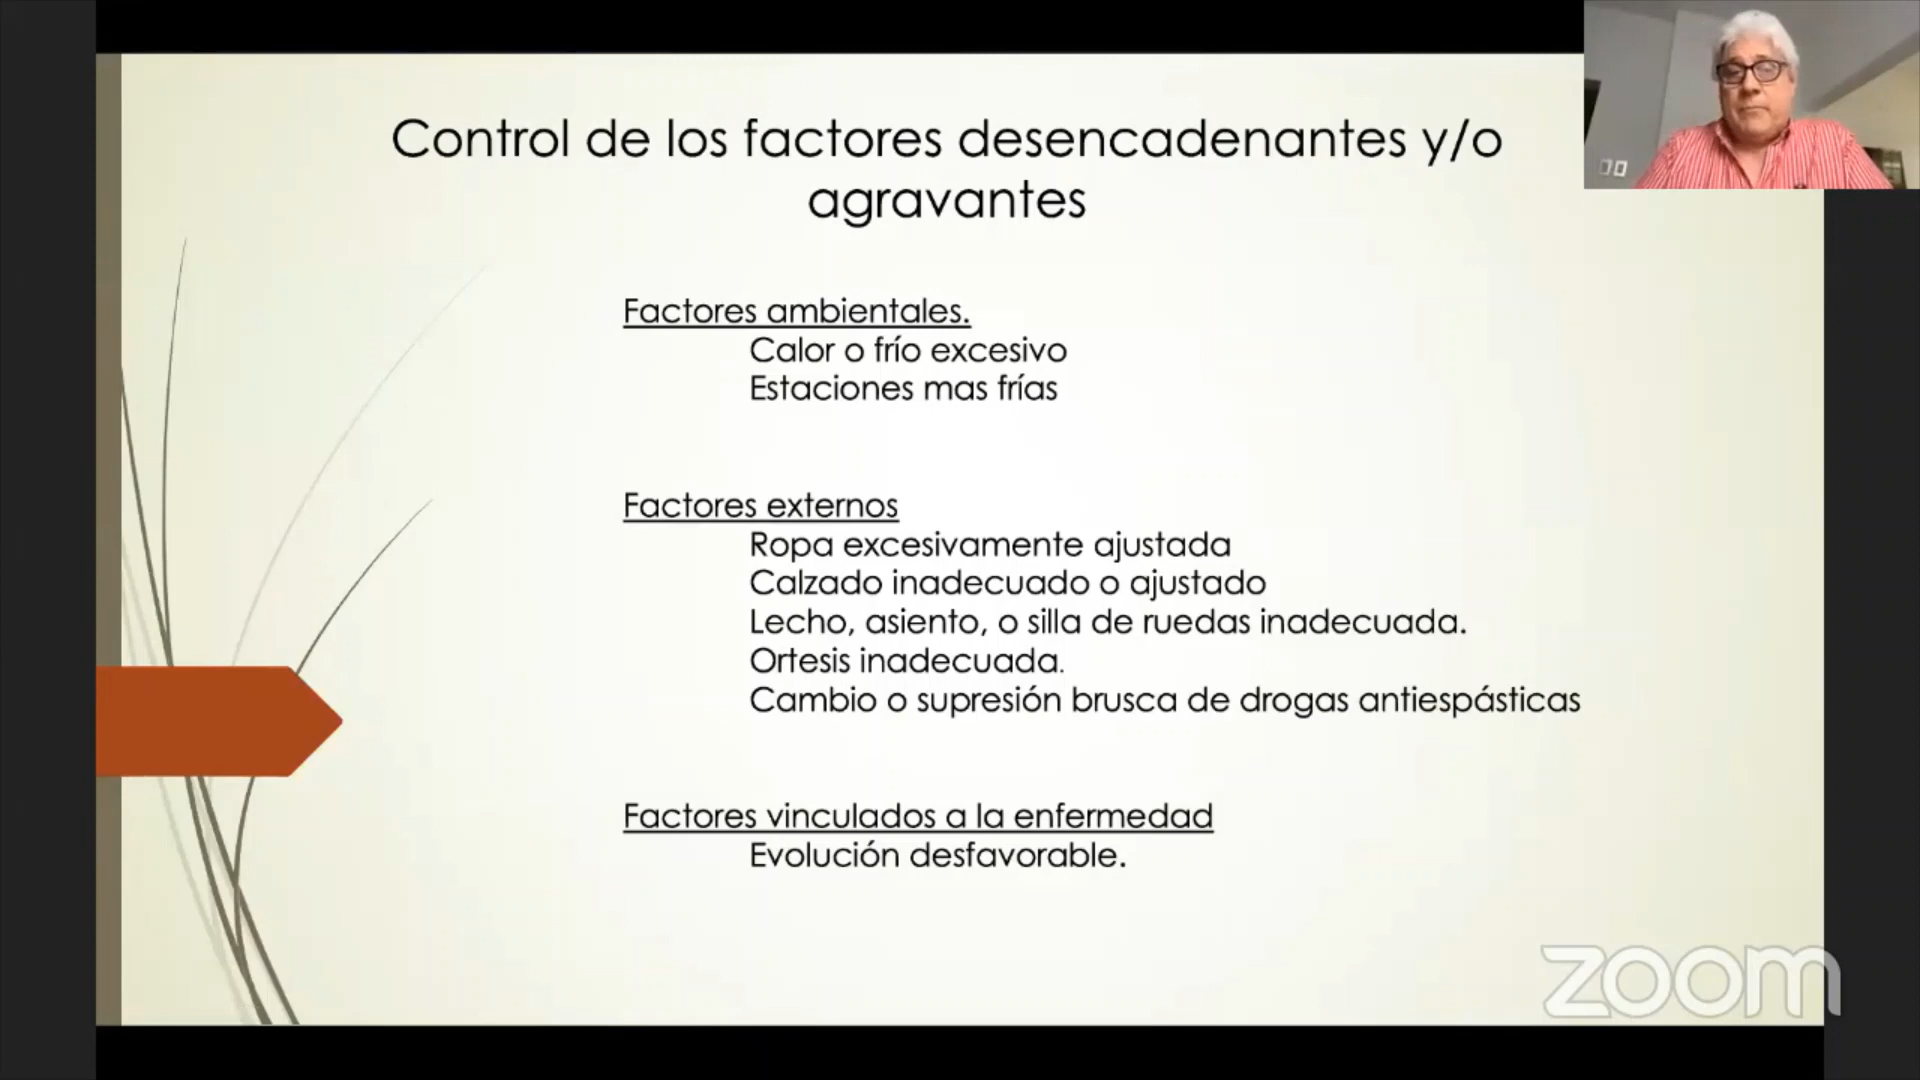 Control de los factores desencadenantes y/o
agravantes
Factores ambientales.
Calor o frío excesivo
Estaciones mas frías
Factores externos
Ropa excesivamente ajustada
Calzado inadecuado o ajustado
Lecho, asiento, o silla de ruedas inadecuada.
Ortesis inadecuada.
Cambio o supresión brusca de drogas antiespásticas
Factores vinculados a la enfermedad
Evolución desfavorable.
zoom